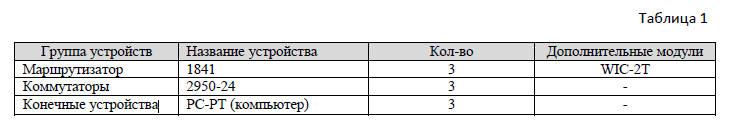 Таблица 1
Группа устройств Название устройства Кол-во Дополнительные модули
Маршрутизатор 1841 3 WIC-2T
Коммутаторы 2950-24 3 -
Конечные устройства PC-PT (компьютер) 3 -